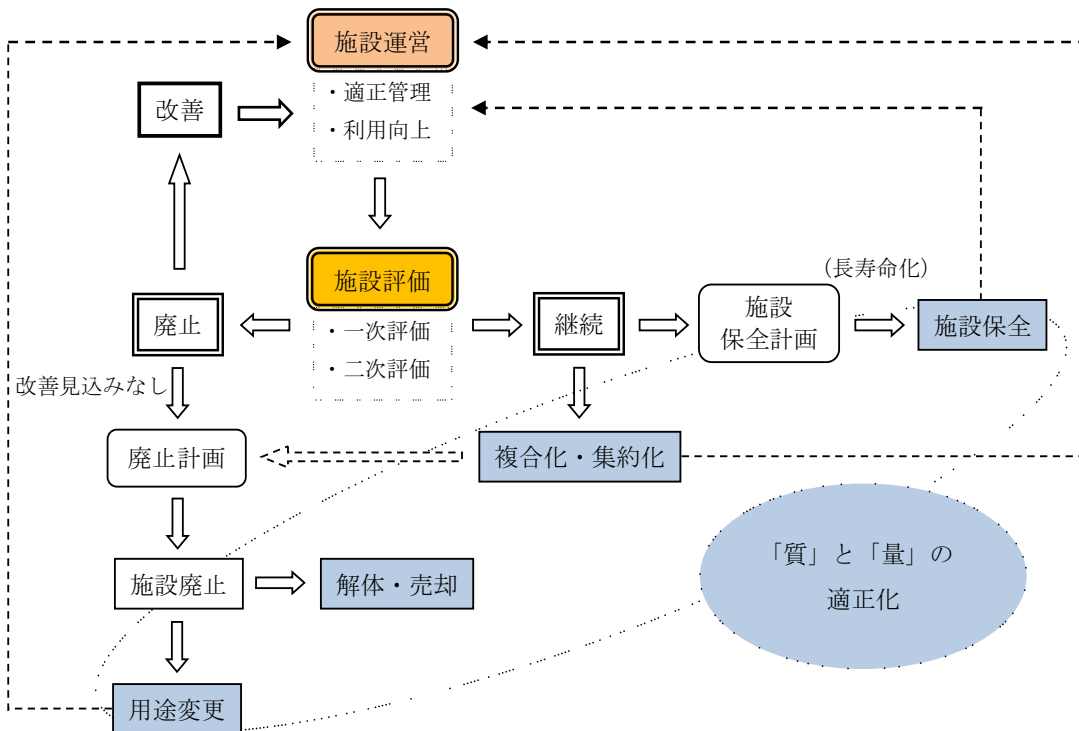 施設運営
・適正管理
・利用向上
改善
施設評価
・一次評価
・二次評価
廃止
継続
施設
保全計画
(長寿命化)
施設保全
改善見込みなし
廃止計画
複合化・集約化
「質」と「量」の
適正化
施設廃止
解体・売却
用途変更